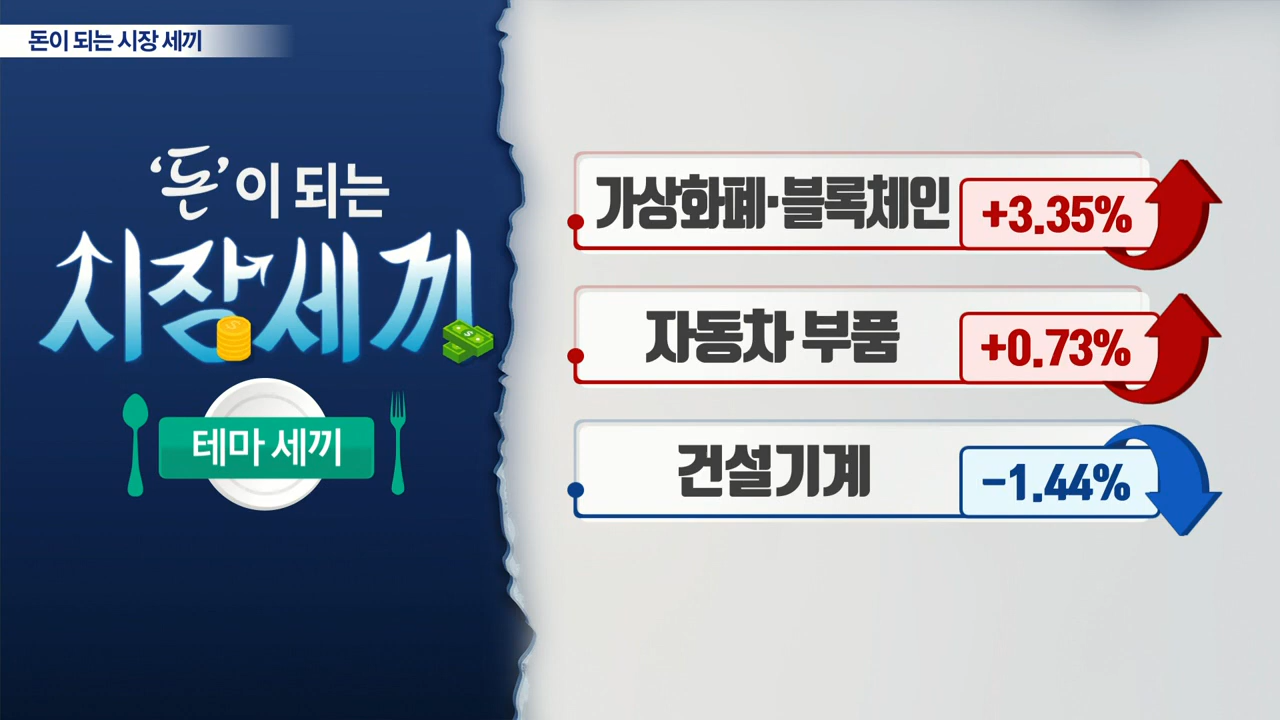 돈이 되는 시장 세끼
‘돈’이 되는
시장세끼
테마 세끼
가상화폐·블록체인 +3.35%
자동차 부품 +0.73%
건설기계 -1.44%